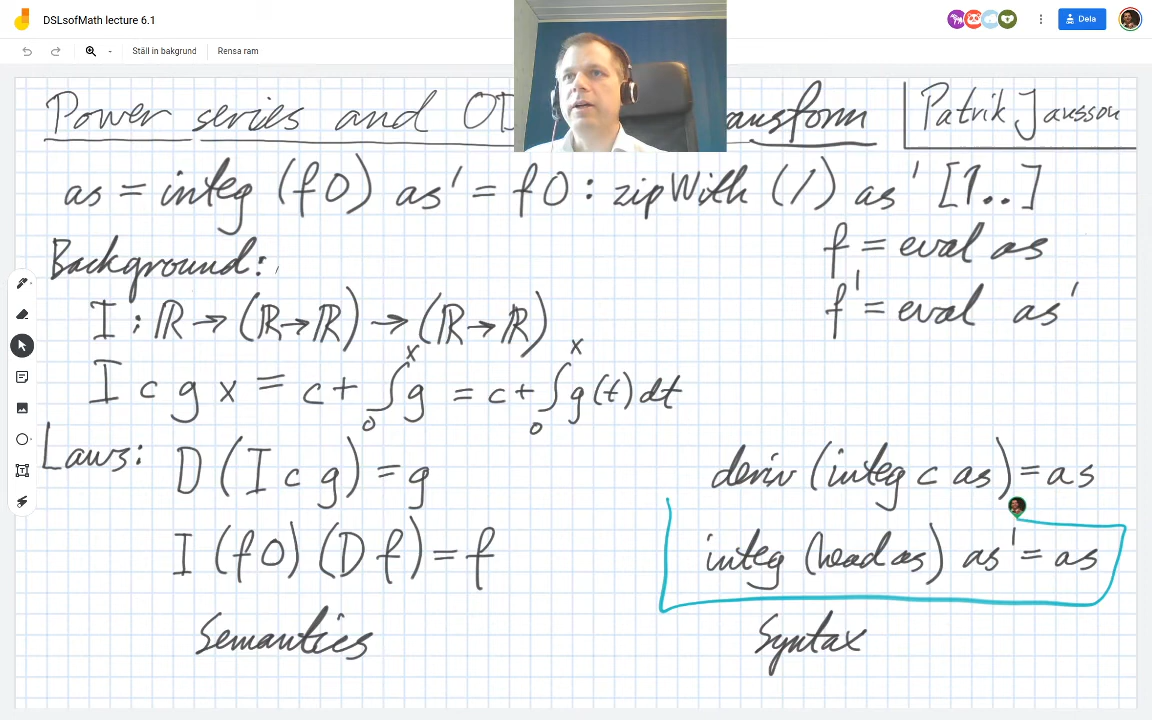 DSLsofMath lecture 6.1
Dela
Ställ in bakgrund Rensa ram
Power series and OD ansform Patrik Jansson
as = integ (f 0) as' = f 0 : zipWith (/) as' [1..]
f = eval as
Background:
f' = eval as'
I : ℝ → (ℝ→ℝ) → (ℝ→ℝ)
I c g x = c + ∫₀ˣ g = c + ∫₀ˣ g(t) dt
Laws: D (I c g) = g deriv (integ c as) = as
I (f 0) (D f) = f integ (head as) as' = as
Semantics Syntax